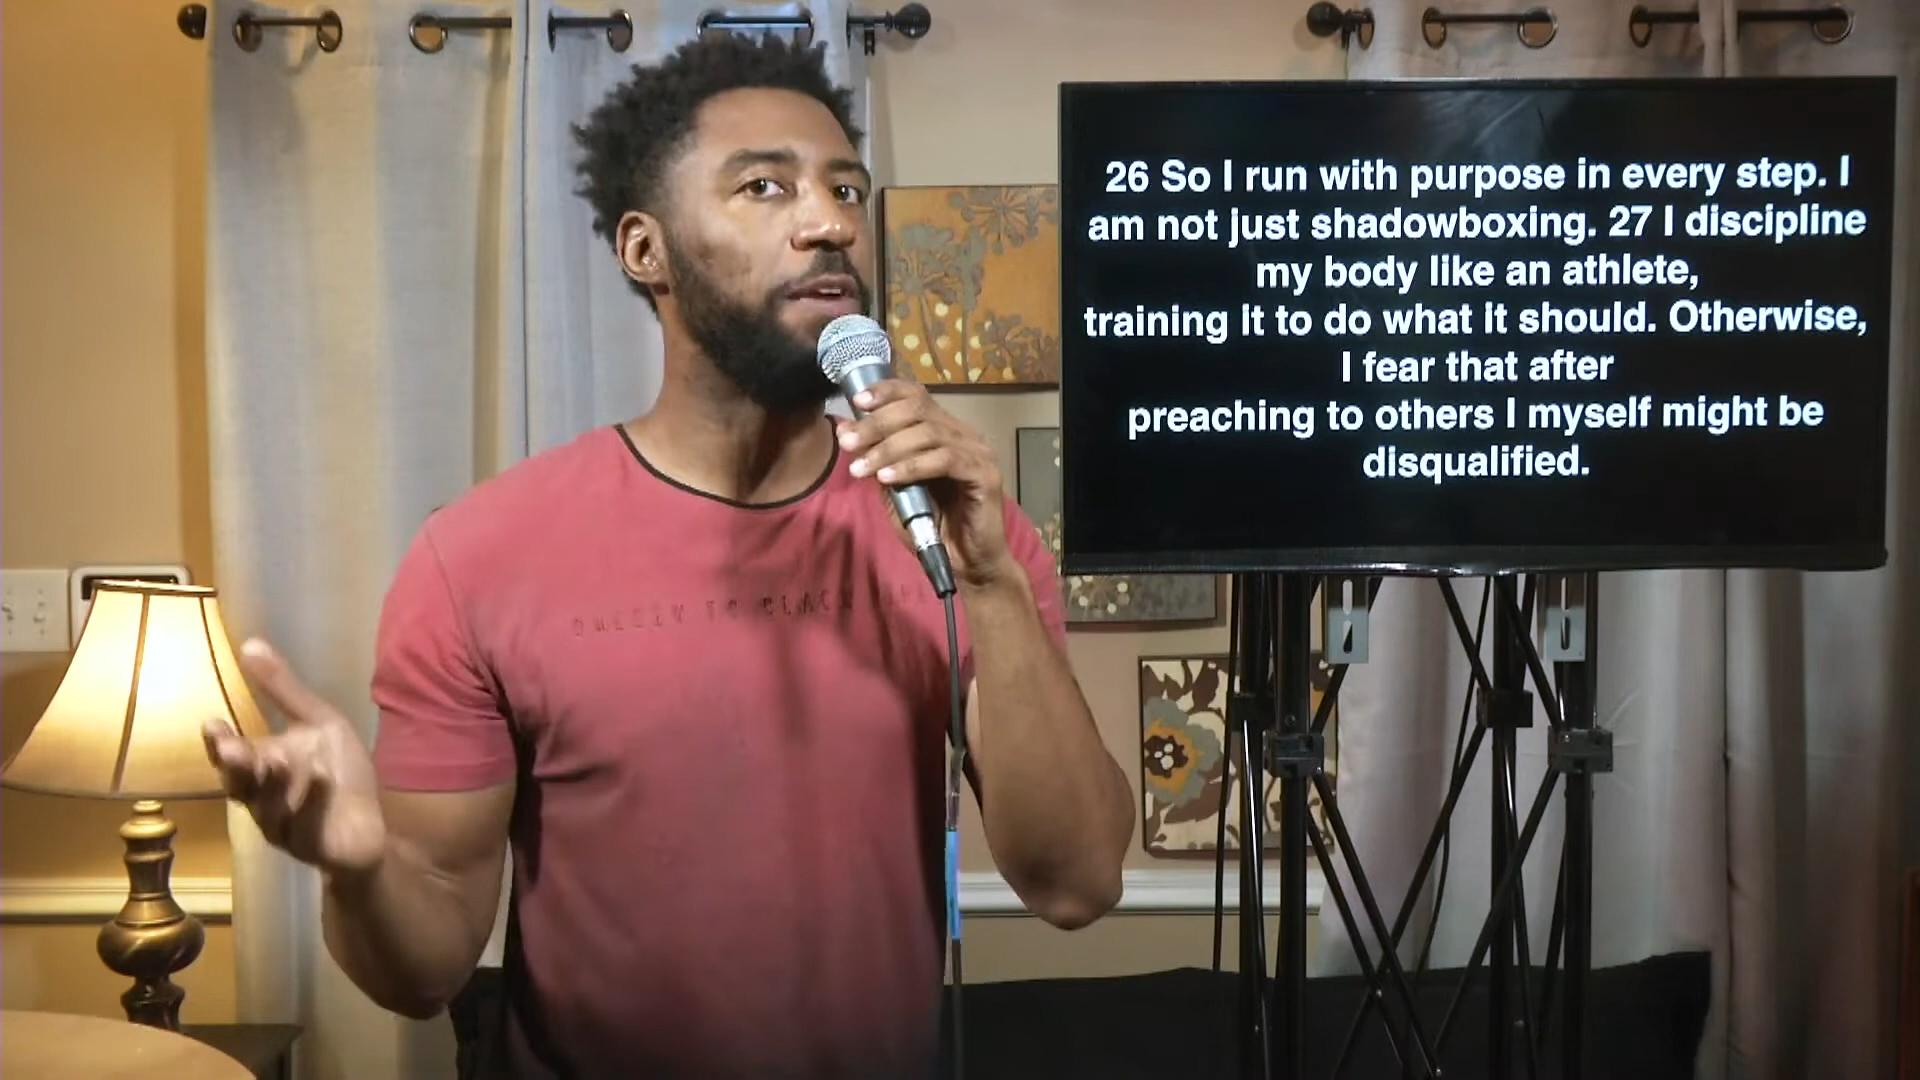 26 So I run with purpose in every step. I
am not just shadowboxing. 27 I discipline
my body like an athlete,
training it to do what it should. Otherwise,
I fear that after
preaching to others I myself might be
disqualified.